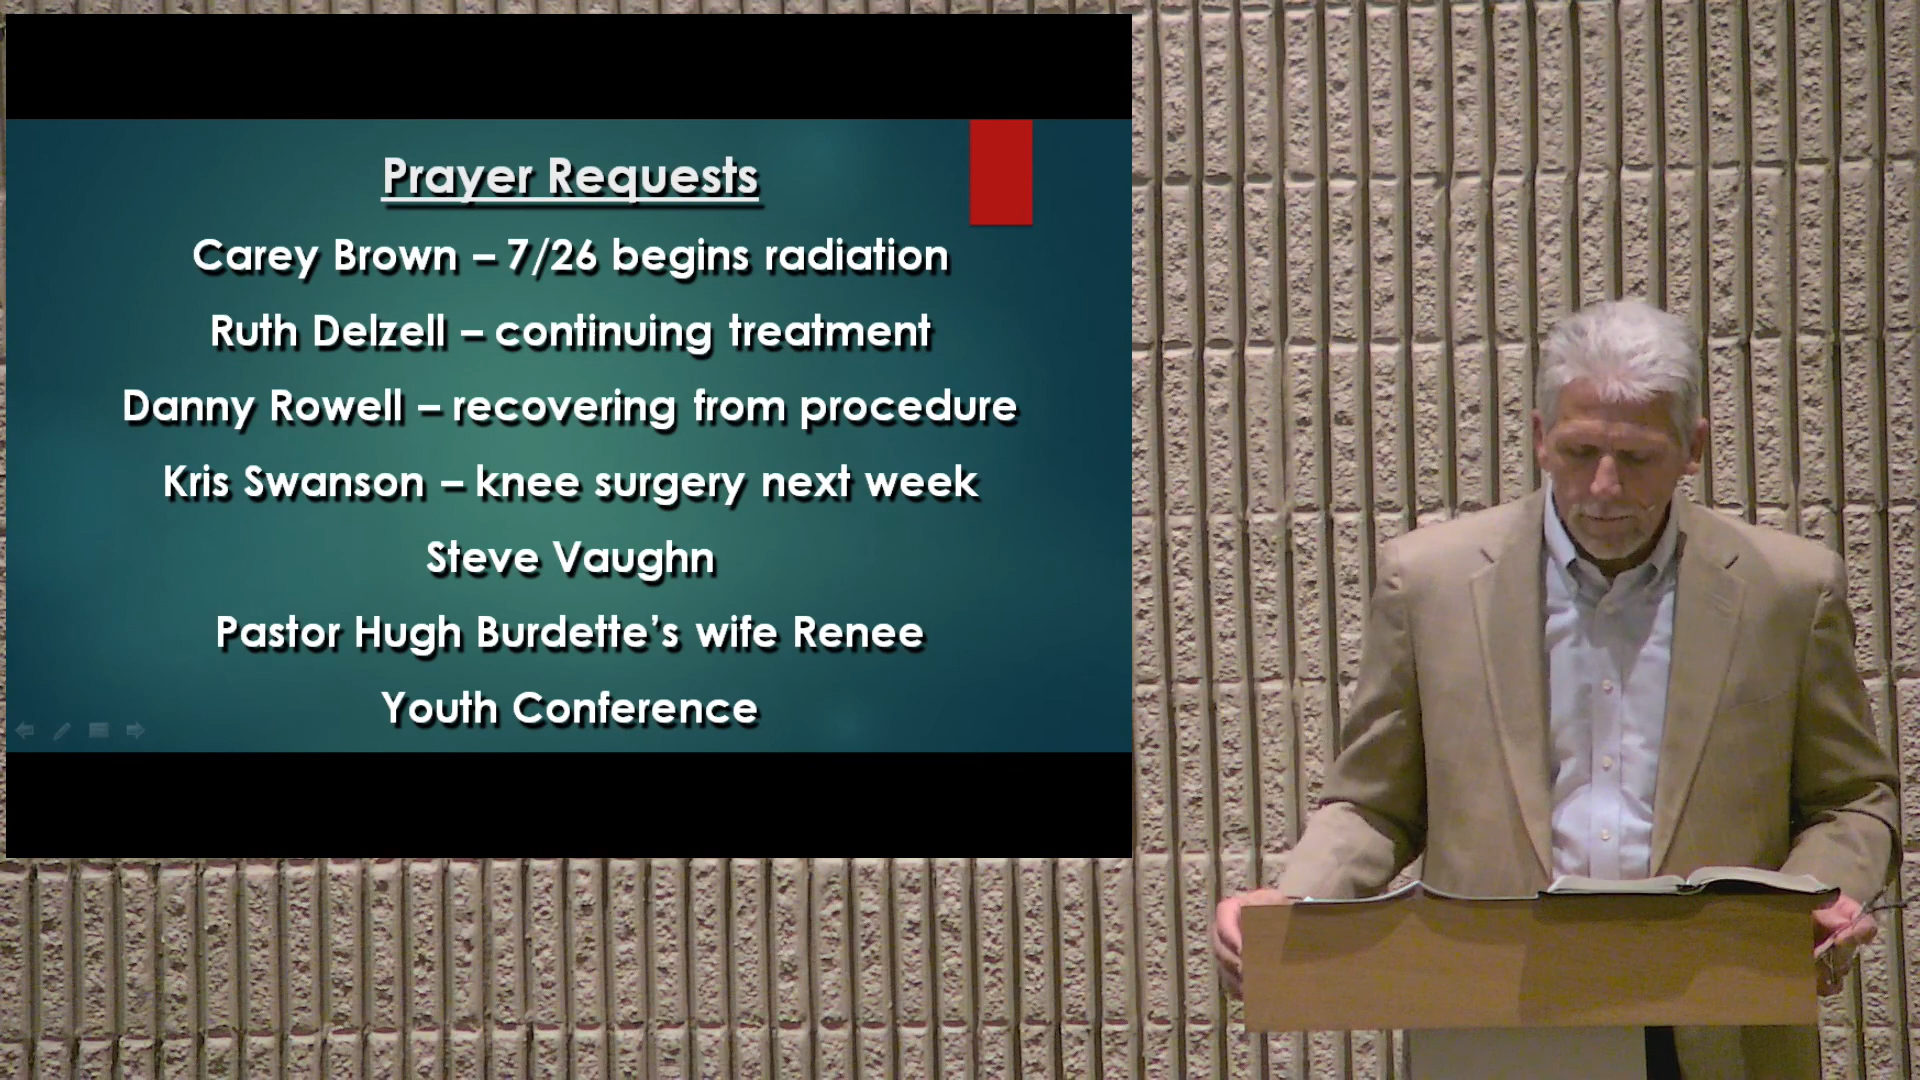 Prayer Requests
Carey Brown – 7/26 begins radiation
Ruth Delzell – continuing treatment
Danny Rowell – recovering from procedure
Kris Swanson – knee surgery next week
Steve Vaughn
Pastor Hugh Burdette’s wife Renee
Youth Conference